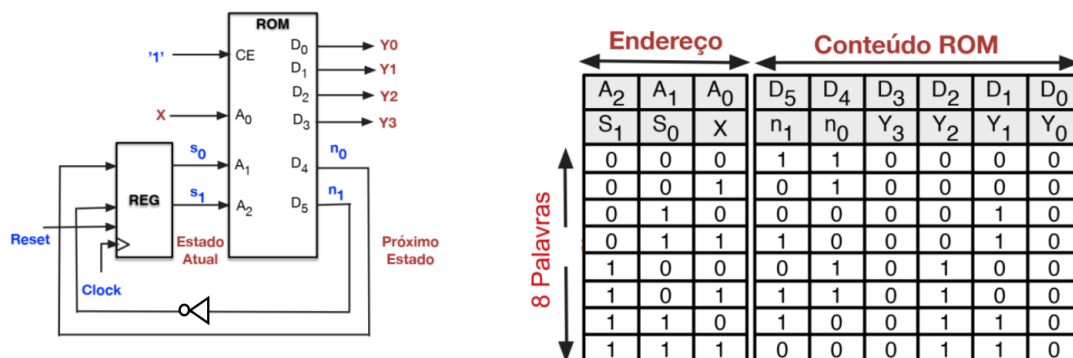 ROM
'1'
CE
D0
Y0
D1
Y1
D2
Y2
X
A0
D3
Y3
s0
A1
D4
n0
REG
s1
A2
D5
n1
Reset
Estado
Atual
Próximo
Estado
Clock
Endereço
Conteúdo ROM
A2 A1 A0 D5 D4 D3 D2 D1 D0
S1 S0 X n1 n0 Y3 Y2 Y1 Y0
0 0 0 1 1 0 0 0 0
0 0 1 0 1 0 0 0 0
0 1 0 0 0 0 0 1 0
0 1 1 1 0 0 0 1 0
1 0 0 0 1 0 1 0 0
1 0 1 1 1 0 1 0 0
1 1 0 1 0 0 1 1 0
1 1 1 0 0 0 1 1 0
8 Palavras